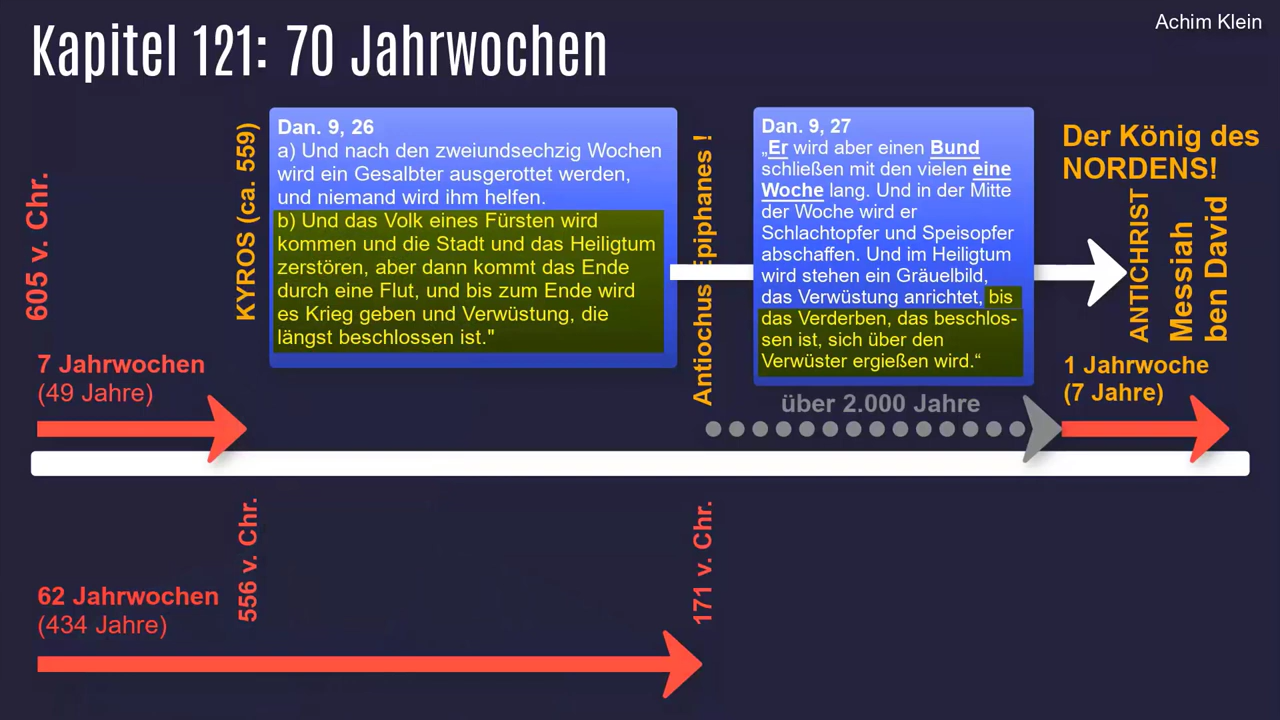 Achim Klein
Kapitel 121: 70 Jahrwochen
605 v. Chr.
7 Jahrwochen
(49 Jahre)
KYROS (ca. 559)
Dan. 9, 26
a) Und nach den zweiundsechzig Wochen
wird ein Gesalbter ausgerottet werden,
und niemand wird ihm helfen.
b) Und das Volk eines Fürsten wird
kommen und die Stadt und das Heiligtum
zerstören, aber dann kommt das Ende
durch eine Flut, und bis zum Ende wird
es Krieg geben und Verwüstung, die
längst beschlossen ist."
Antiochus Epiphanes !
Dan. 9, 27
„Er wird aber einen Bund
schließen mit den vielen eine
Woche lang. Und in der Mitte
der Woche wird er
Schlachtopfer und Speisopfer
abschaffen. Und im Heiligtum
wird stehen ein Gräuelbild,
das Verwüstung anrichtet, bis
das Verderben, das beschlos-
sen ist, sich über den
Verwüster ergießen wird.“
über 2.000 Jahre
Der König des
NORDENS!
ANTICHRIST
Messiah
ben David
1 Jahrwoche
(7 Jahre)
556 v. Chr.
171 v. Chr.
62 Jahrwochen
(434 Jahre)